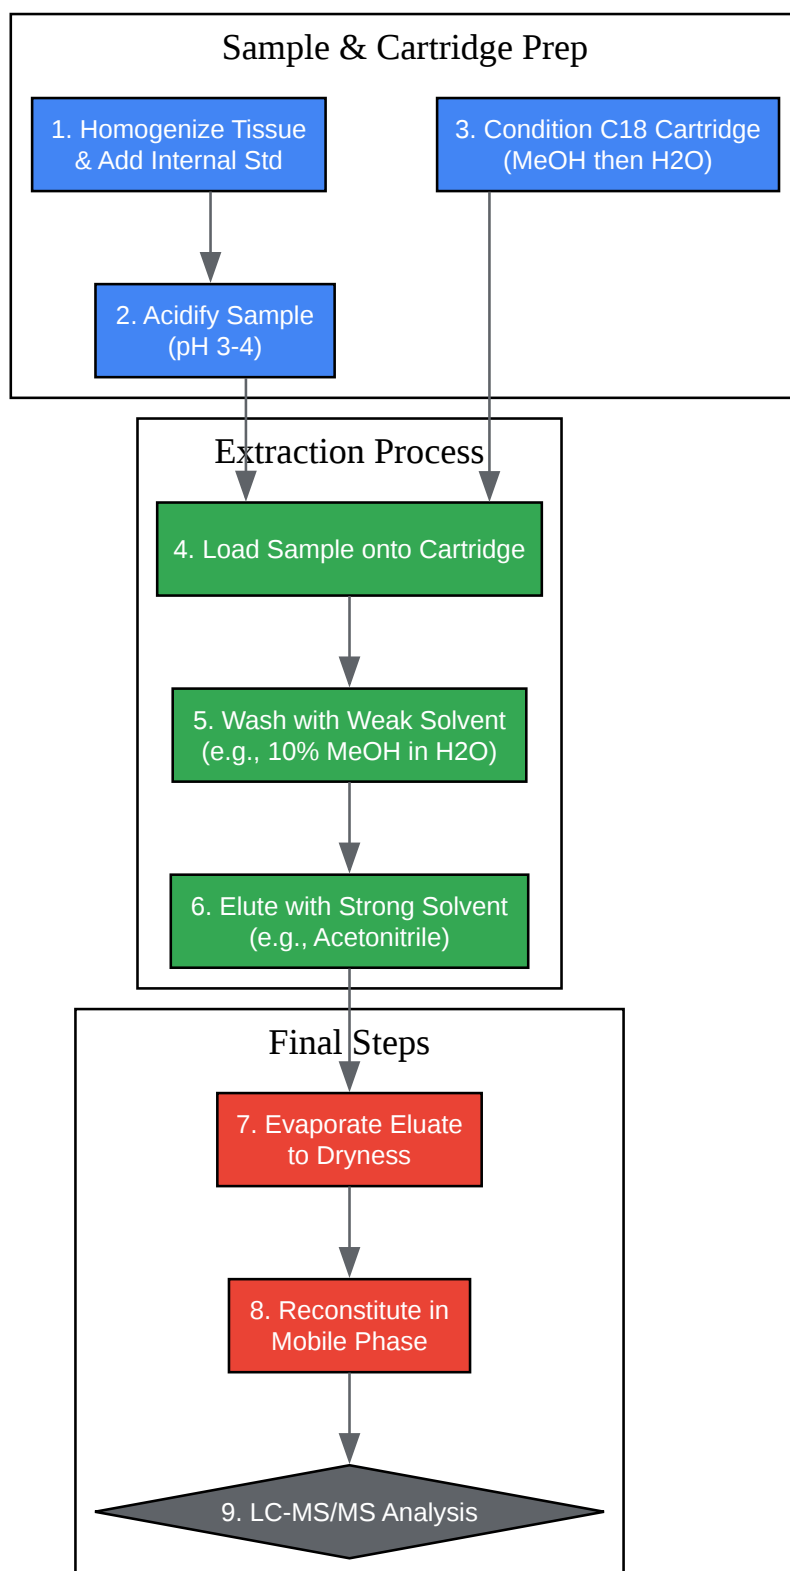 Sample & Cartridge Prep
1. Homogenize Tissue
& Add Internal Std
3. Condition C18 Cartridge
(MeOH then H2O)
2. Acidify Sample
(pH 3-4)
Extraction Process
4. Load Sample onto Cartridge
5. Wash with Weak Solvent
(e.g., 10% MeOH in H2O)
6. Elute with Strong Solvent
(e.g., Acetonitrile)
Final Steps
7. Evaporate Eluate
to Dryness
8. Reconstitute in
Mobile Phase
9. LC-MS/MS Analysis